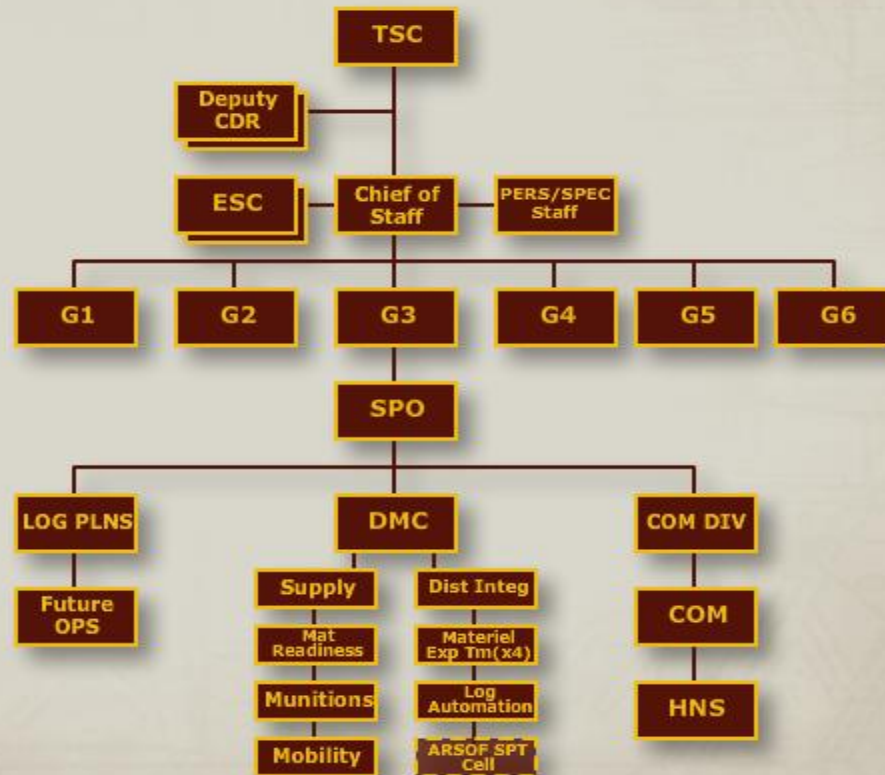 TSC
Deputy
CDR
ESC
Chief of
Staff
PERS/SPEC
Staff
G1
G2
G3
G4
G5
G6
SPO
LOG PLNS
DMC
COM DIV
Future
OPS
Supply
Dist Integ
COM
Mat
Readiness
Materiel
Exp Tm(x4)
Munitions
Log
Automation
HNS
Mobility
ARSOF SPT
Cell